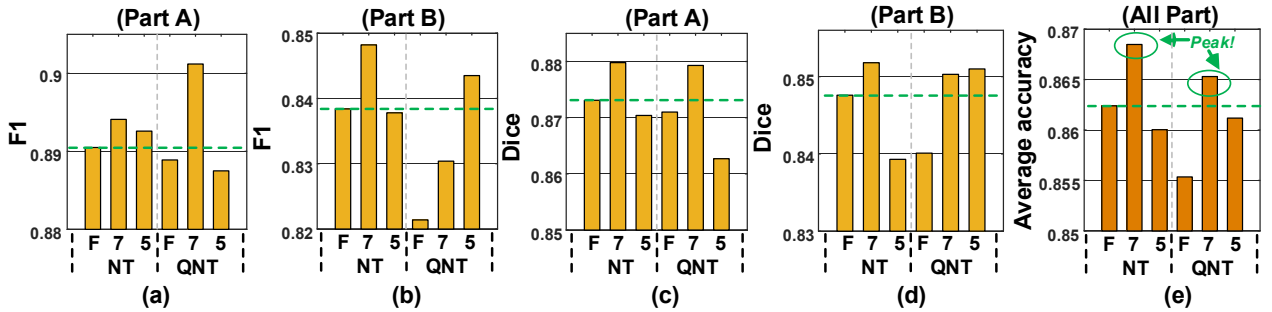 (Part A)
F1
0.9
0.89
0.88
F 7 5 F 7 5
NT QNT
(a)
(Part B)
F1
0.85
0.84
0.83
0.82
F 7 5 F 7 5
NT QNT
(b)
(Part A)
Dice
0.88
0.87
0.86
0.85
F 7 5 F 7 5
NT QNT
(c)
(Part B)
Dice
0.85
0.84
0.83
F 7 5 F 7 5
NT QNT
(d)
(All Part)
Average accuracy
0.87
0.865
0.86
0.855
0.85
Peak!
F 7 5 F 7 5
NT QNT
(e)